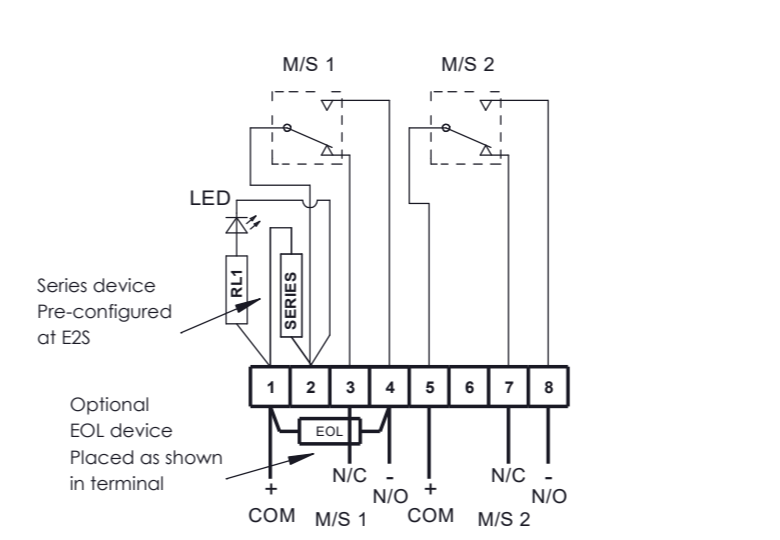 M/S 1 M/S 2
LED
RL1
SERIES
Series device
Pre-configured
at E2S
1 2 3 4 5 6 7 8
Optional
EOL device
Placed as shown
in terminal
EOL
+ N/C - + N/C -
N/O N/O
COM M/S 1 COM M/S 2